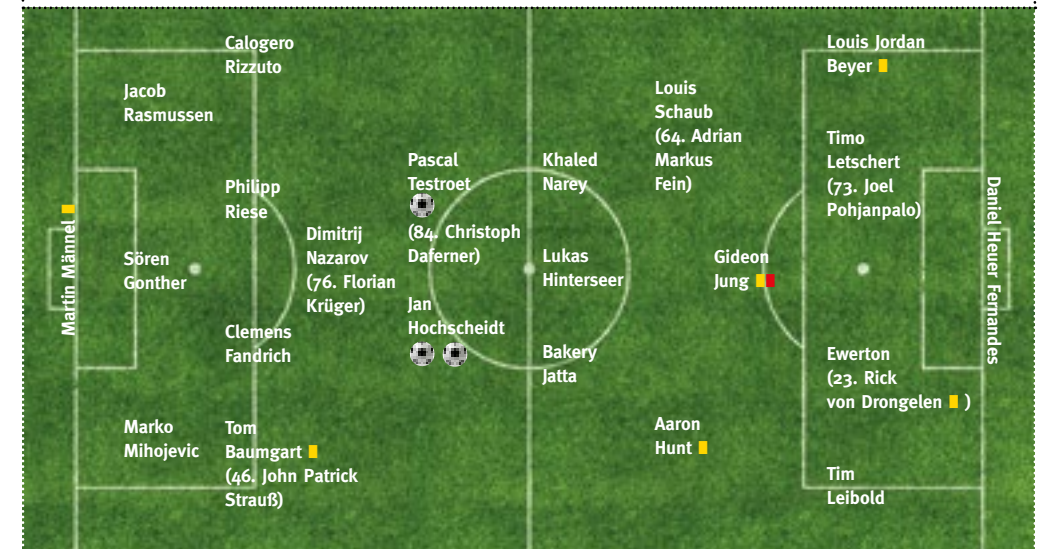 Martin Männel
Jacob
Rasmussen
Sören
Gonther
Marko
Mihojevic
Calogero
Rizzuto
Philipp
Riese
Clemens
Fandrich
Tom
Baumgart
(46. John Patrick
Strauß)
Dimitrij
Nazarov
(76. Florian
Krüger)
Pascal
Testroet
(84. Christoph
Daferner)
Jan
Hochscheidt
Khaled
Narey
Lukas
Hinterseer
Bakery
Jatta
Louis
Schaub
(64. Adrian
Markus
Fein)
Gideon
Jung
Aaron
Hunt
Louis Jordan
Beyer
Timo
Letschert
(73. Joel
Pohjanpalo)
Ewerton
(23. Rick
von Drongelen )
Tim
Leibold
Daniel Heuer Fernandes